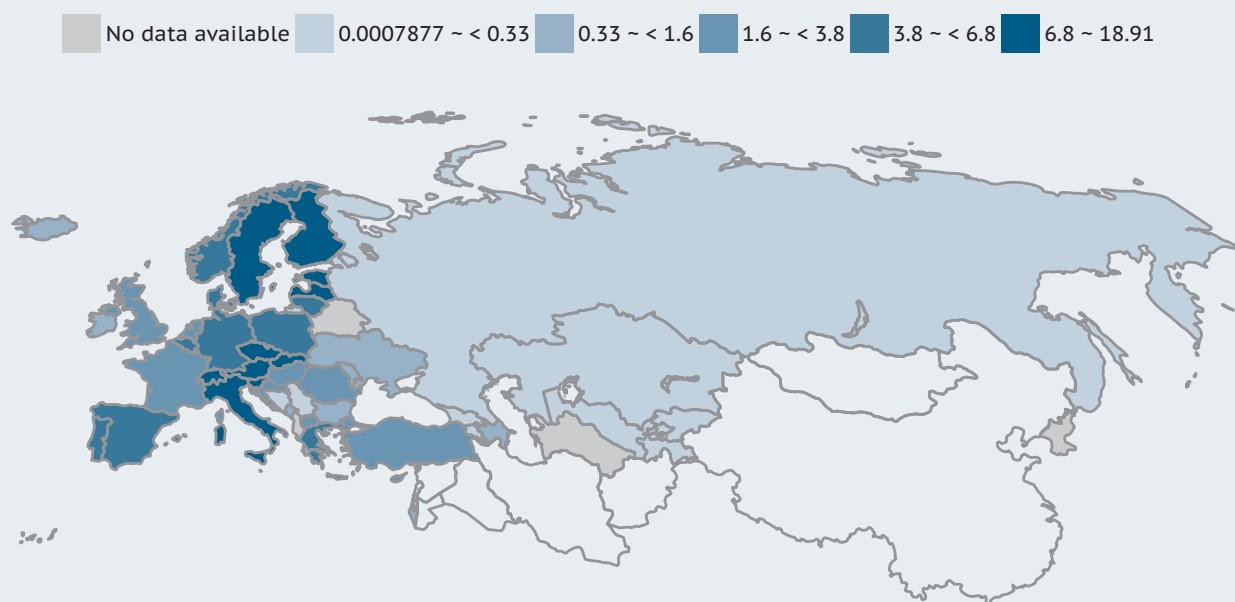 No data available 0.0007877 ~ < 0.33 0.33 ~ < 1.6 1.6 ~ < 3.8 3.8 ~ < 6.8 6.8 ~ 18.91